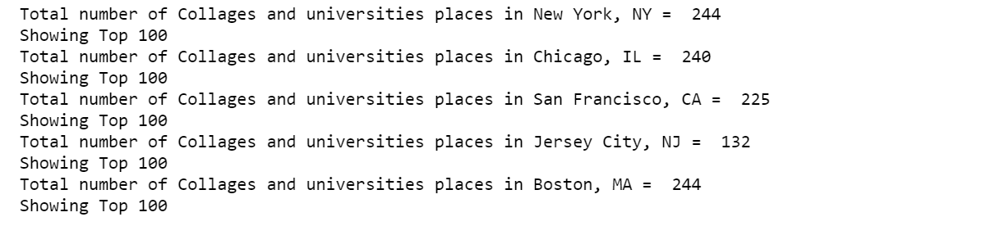 Total number of Collages and universities places in New York, NY =  244
Showing Top 100
Total number of Collages and universities places in Chicago, IL =  240
Showing Top 100
Total number of Collages and universities places in San Francisco, CA =  225
Showing Top 100
Total number of Collages and universities places in Jersey City, NJ =  132
Showing Top 100
Total number of Collages and universities places in Boston, MA =  244
Showing Top 100